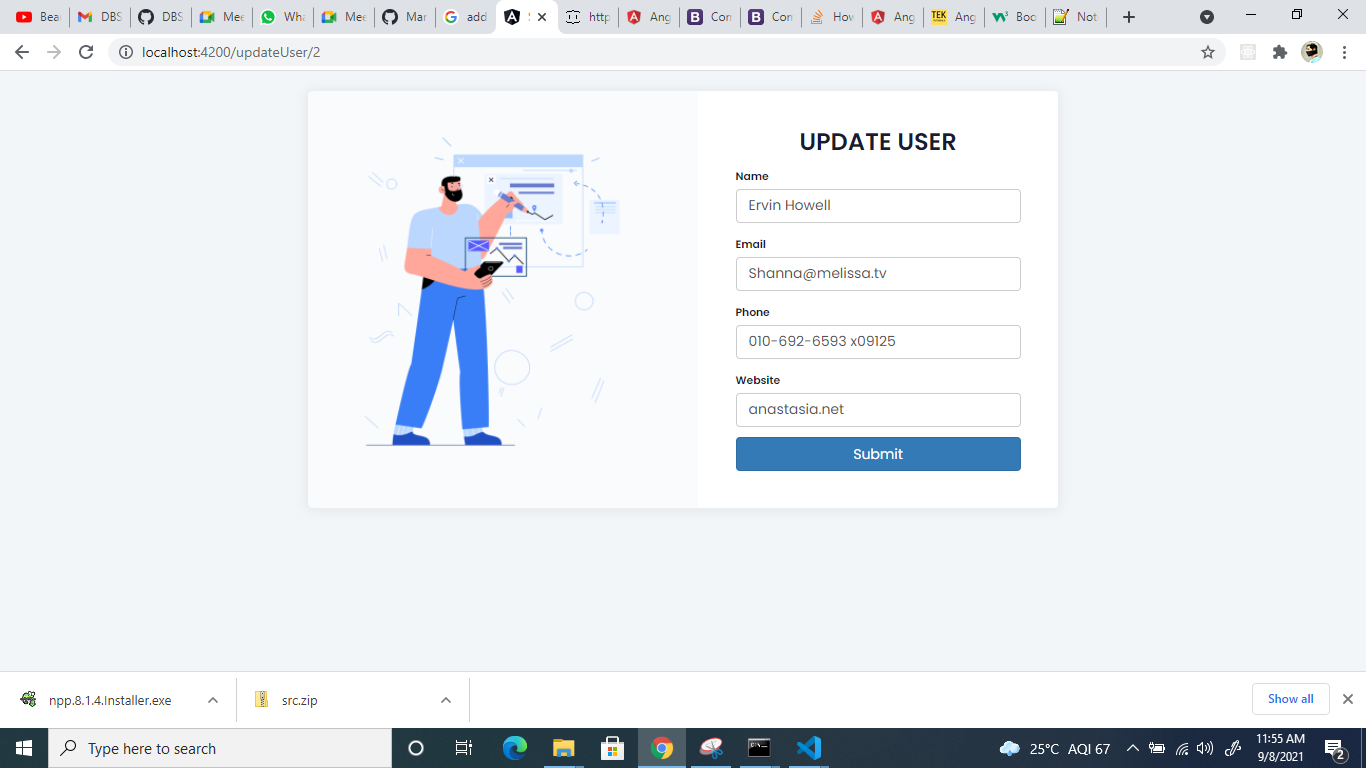 Bea
DBS
DBS
Mee
Wha
Mee
Mar
add
S
http
Ang
Con
Con
How
Ang
TEK
Ang
Boo
Not
localhost:4200/updateUser/2
UPDATE USER
Name
Ervin Howell
Email
Shanna@melissa.tv
Phone
010-692-6593 x09125
Website
anastasia.net
Submit
npp.8.1.4.Installer.exe
src.zip
Show all
Type here to search
25°C AQI 67
11:55 AM
9/8/2021
2